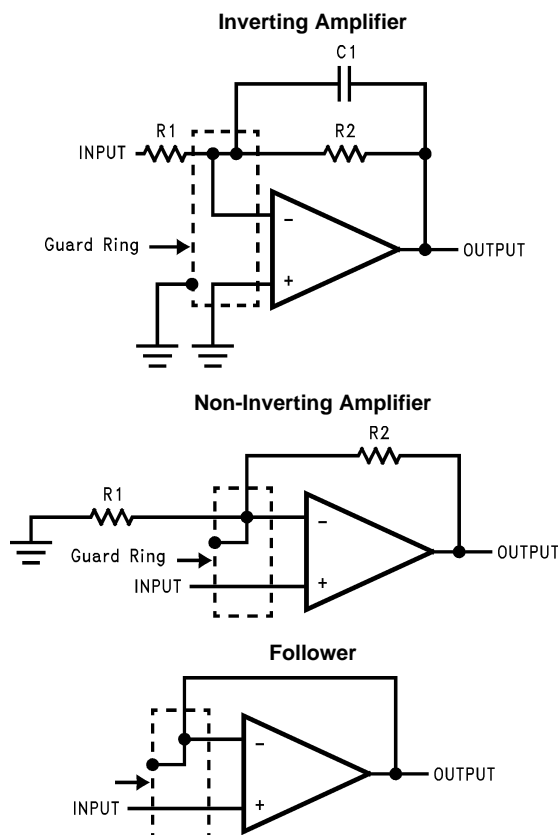 Inverting Amplifier
C1
R1
R2
INPUT
−
Guard Ring
OUTPUT
+
Non-Inverting Amplifier
R2
R1
−
Guard Ring
OUTPUT
INPUT
+
Follower
−
OUTPUT
INPUT
+